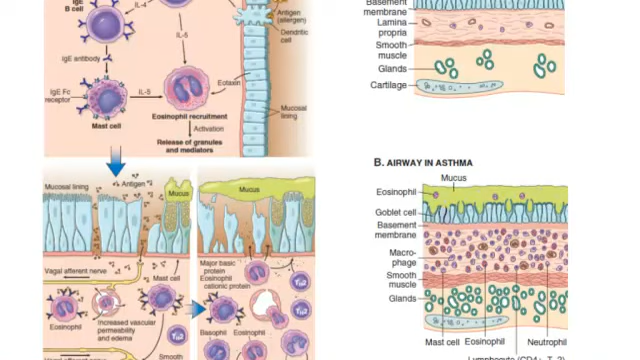 IgE
B cell
IL-4
Antigen
(allergen)
Dendritic
cell
IL-5
IgE antibody
Eotaxin
IgE Fc
receptor
IL-5
Mast cell
Eosinophil recruitment
Mucosal
lining
Activation
Release of granules
and mediators
Mucosal lining
Antigen
Mucus
Mucus
Vagal afferent nerve
Mast cell
Major basic
protein
Eosinophil
cationic protein
Eosinophil
Increased vascular
permeability
and edema
Basophil
Eosinophil
Smooth
Basement
membrane
Lamina
propria
Smooth
muscle
Glands
Cartilage
B. AIRWAY IN ASTHMA
Mucus
Eosinophil
Goblet cell
Basement
membrane
Macro-
phage
Smooth
muscle
Glands
Mast cell
Eosinophil
Neutrophil